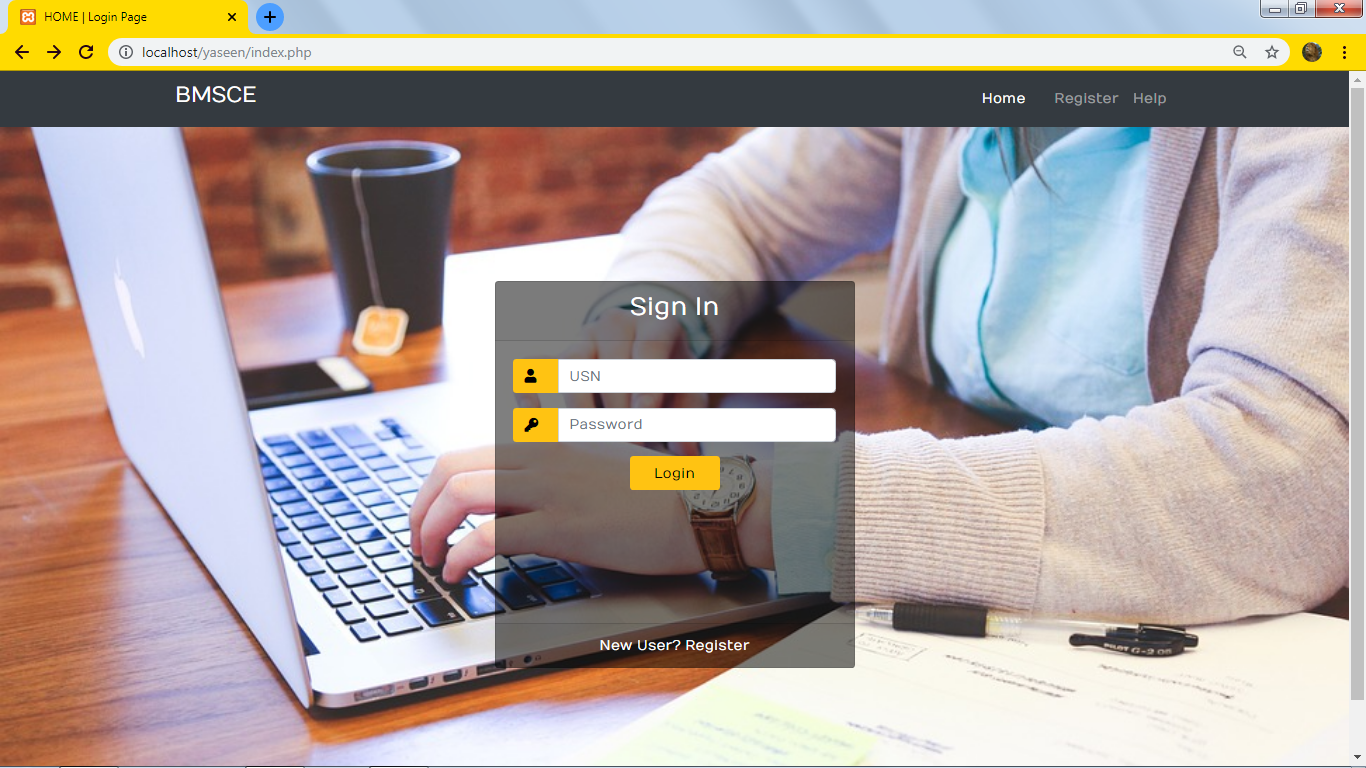 HOME | Login Page
localhost/yaseen/index.php
BMSCE
Home Register Help
Sign In
USN
Password
Login
New User? Register
PILOT G-2 05